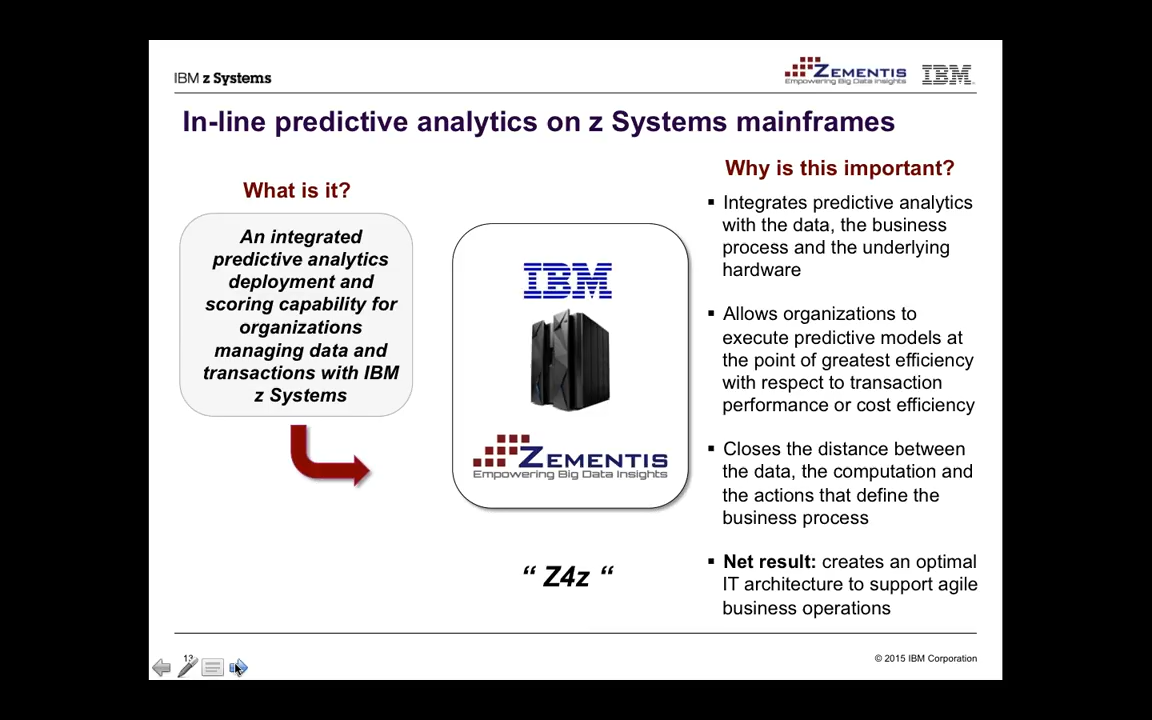 IBM z Systems
ZEMENTIS
Empowering Big Data Insights
IBM
In-line predictive analytics on z Systems mainframes
What is it?
An integrated
predictive analytics
deployment and
scoring capability for
organizations
managing data and
transactions with IBM
z Systems
IBM
ZEMENTIS
Empowering Big Data Insights
“ Z4z “
Why is this important?
▪ Integrates predictive analytics
with the data, the business
process and the underlying
hardware
▪ Allows organizations to
execute predictive models at
the point of greatest efficiency
with respect to transaction
performance or cost efficiency
▪ Closes the distance between
the data, the computation and
the actions that define the
business process
▪ Net result: creates an optimal
IT architecture to support agile
business operations
13
© 2015 IBM Corporation